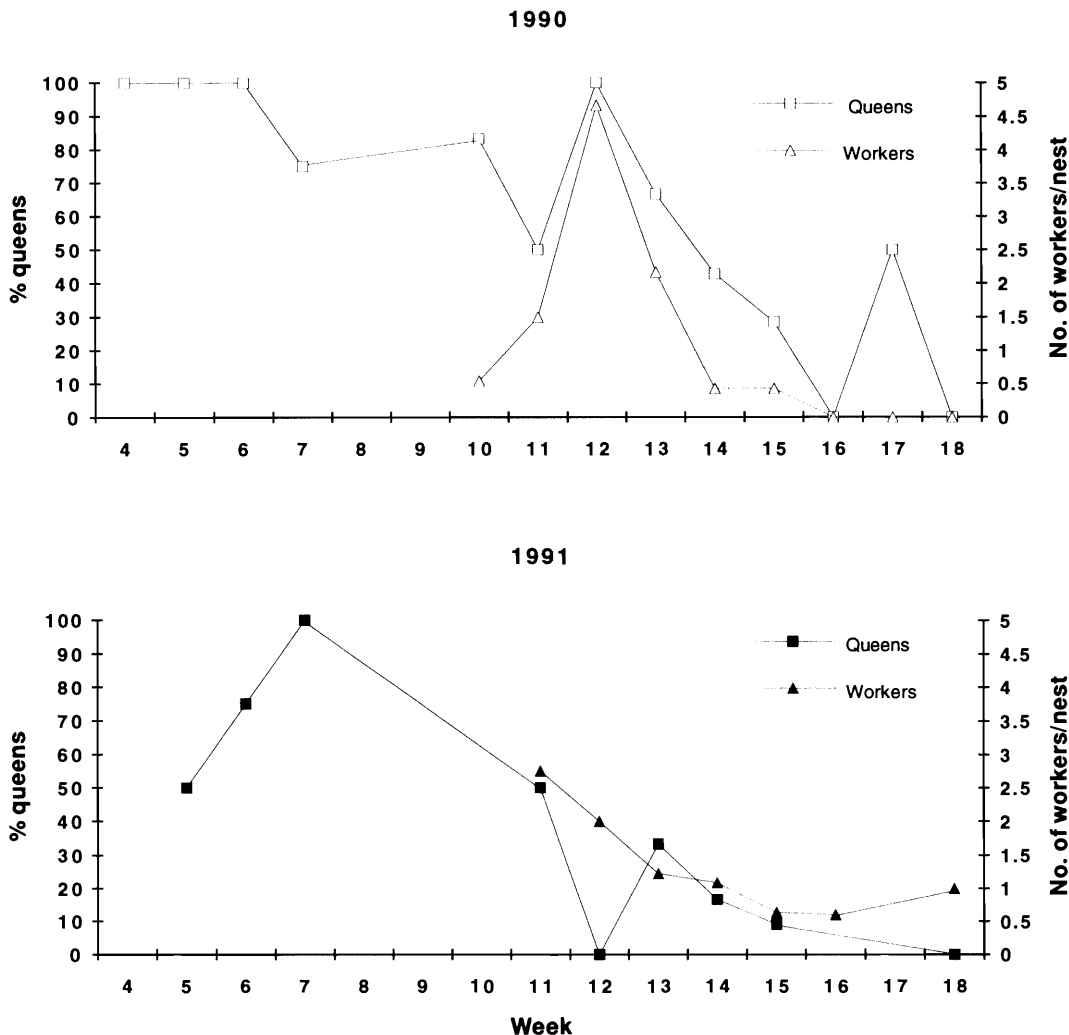 1990
100 90 80 70 60 50 40 30 20 10 0
% queens
5 4.5 4 3.5 3 2.5 2 1.5 1 0.5 0
No. of workers/nest
Queens
Workers
4 5 6 7 8 9 10 11 12 13 14 15 16 17 18
1991
100 90 80 70 60 50 40 30 20 10 0
% queens
5 4.5 4 3.5 3 2.5 2 1.5 1 0.5 0
No. of workers/nest
Queens
Workers
4 5 6 7 8 9 10 11 12 13 14 15 16 17 18
Week